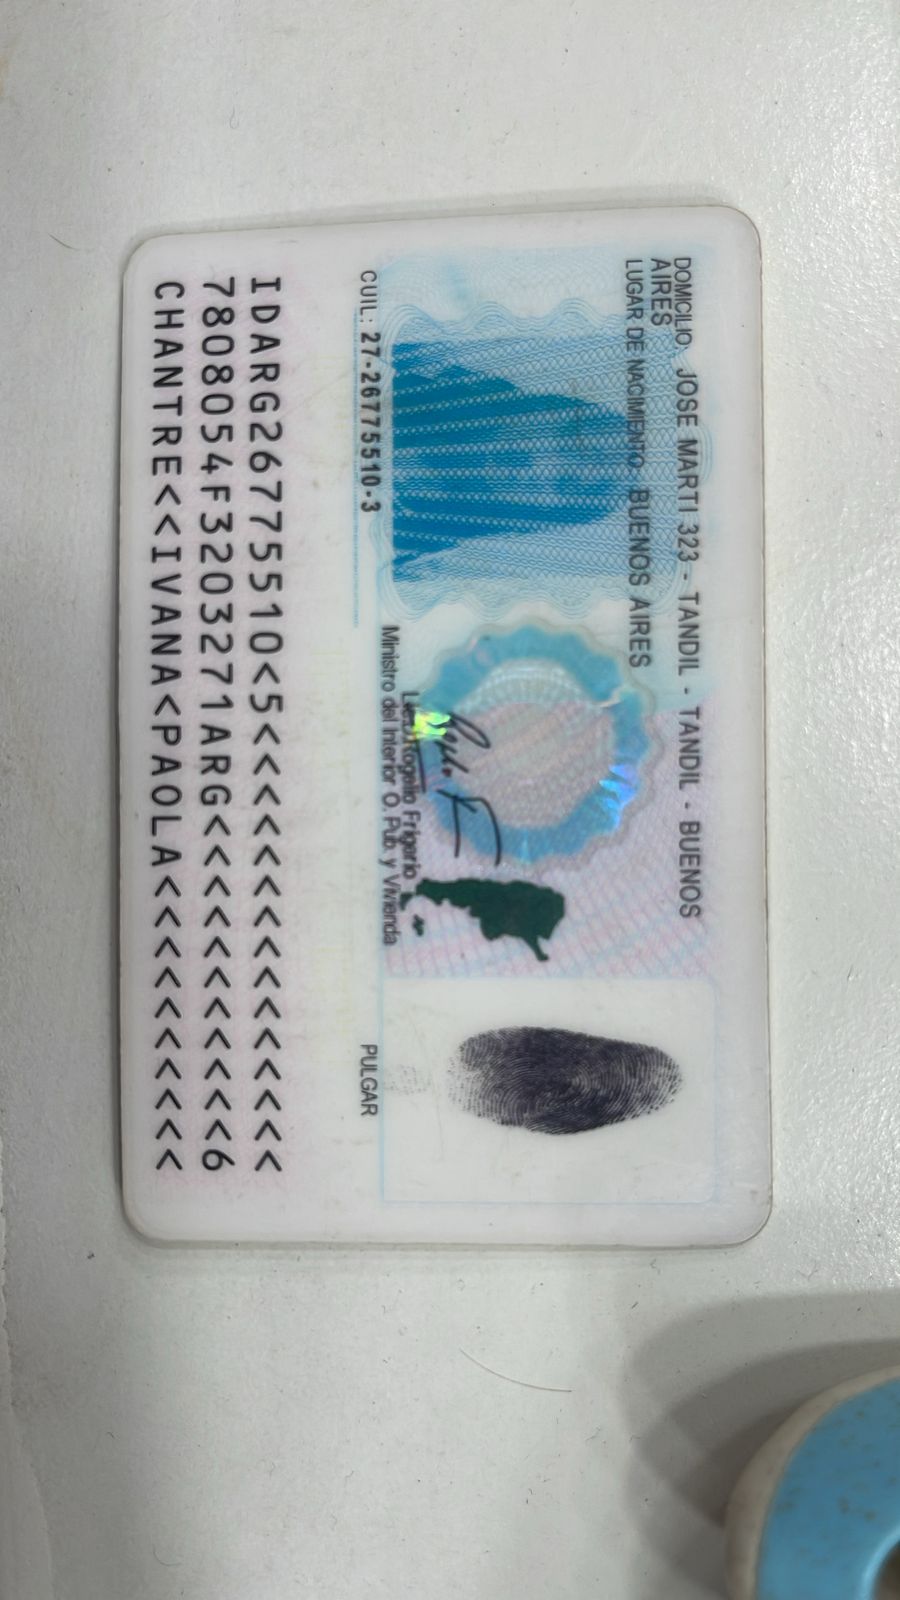 DOMICILIO: JOSE MARTI 323 - TANDIL - TANDIL - BUENOS
AIRES
LUGAR DE NACIMIENTO: BUENOS AIRES
Rogelio Frigerio
Ministro del Interior O. Pub. y Vivienda
CUIL: 27-26775510-3
PULGAR
IDARG26775510<5<<<<<<<<<<<<<<<
7808054F3203271ARG<<<<<<<<<<<6
CHANTRE<<IVANA<PAOLA<<<<<<<<<<